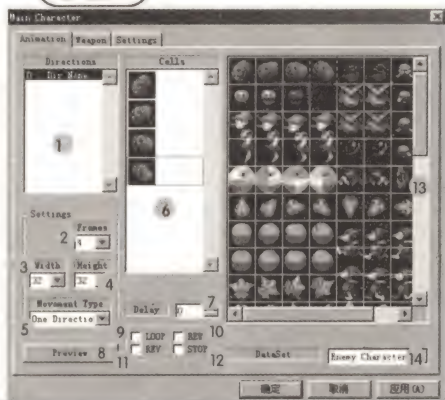 Main Character
Animation Weapon Settings
Directions
Cells
0 Dir None
1
6
13
Settings
2 Frames
4
3 Width Height
32 32 4
Movement Type
5 One Directio
Delay 0 7
9 LOOP 10
11 REV STOP 12
Preview 8
DataSet
Enemy Character 14
确定 取消 应用(A)